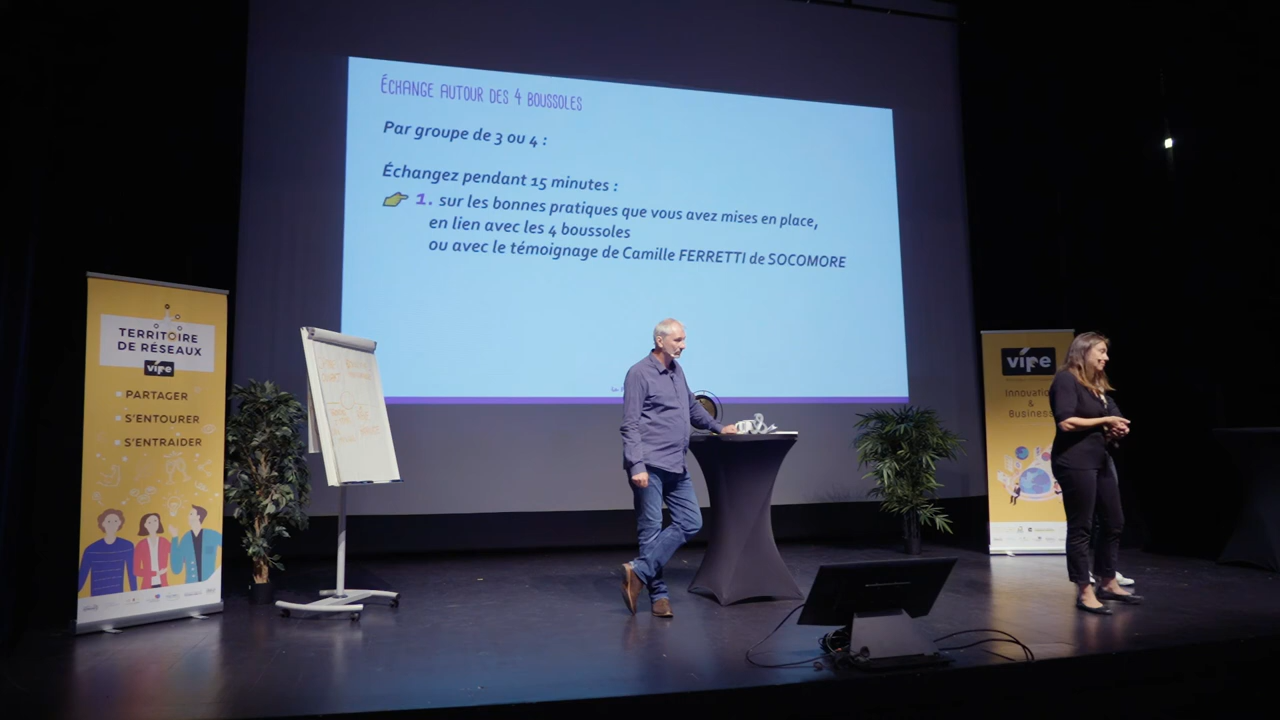 ÉCHANGE AUTOUR DES 4 BOUSSOLES
Par groupe de 3 ou 4 :
Échangez pendant 15 minutes :
1. sur les bonnes pratiques que vous avez mises en place,
en lien avec les 4 boussoles
ou avec le témoignage de Camille FERRETTI de SOCOMORE
TERRITOIRE
DE RÉSEAUX
vipe
PARTAGER
S'ENTOURER
S'ENTRAIDER
vipe
Innovation
&
Business